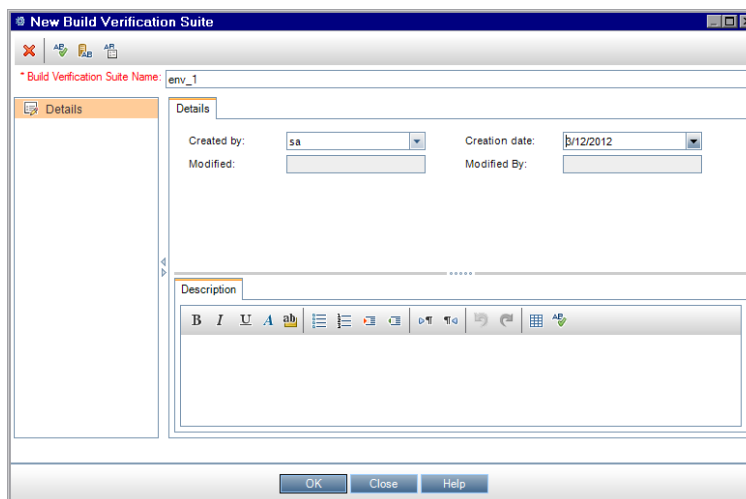 New Build Verification Suite
* Build Verification Suite Name: env_1
Details
Details
Created by: sa Creation date: 3/12/2012
Modified: Modified By:
Description
B I U A ab
OK Close Help